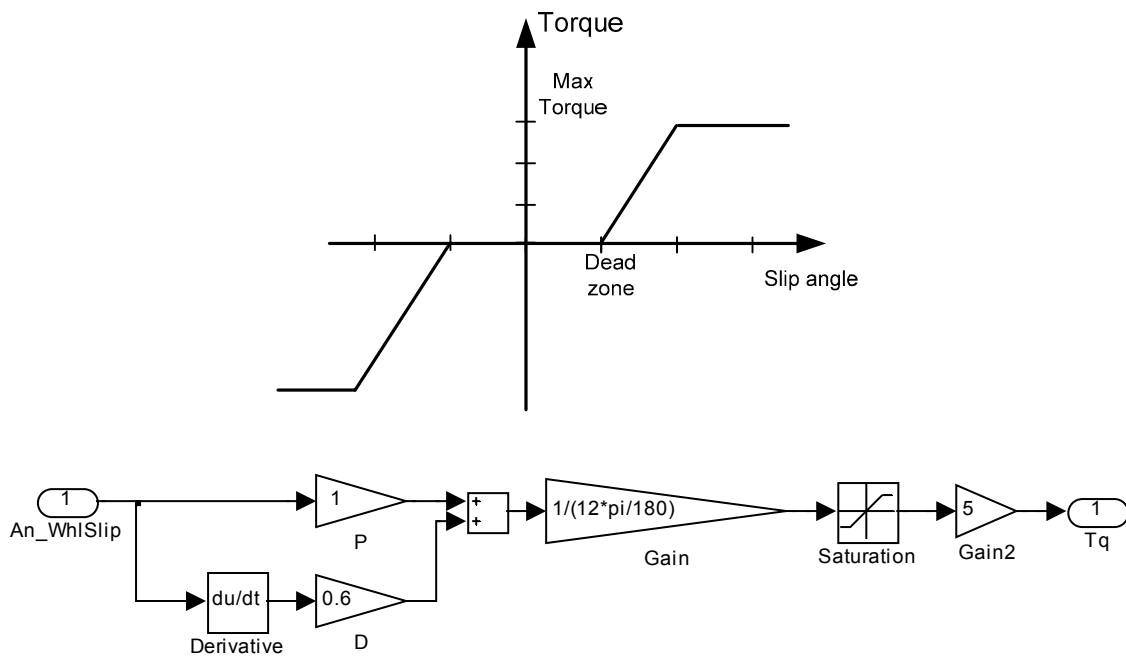 Torque
Max
Torque
Dead
zone
Slip angle
1
An_WhlSlip
1
P
+
+
1/(12*pi/180)
Gain
Saturation
5
Gain2
1
Tq
du/dt
Derivative
0.6
D